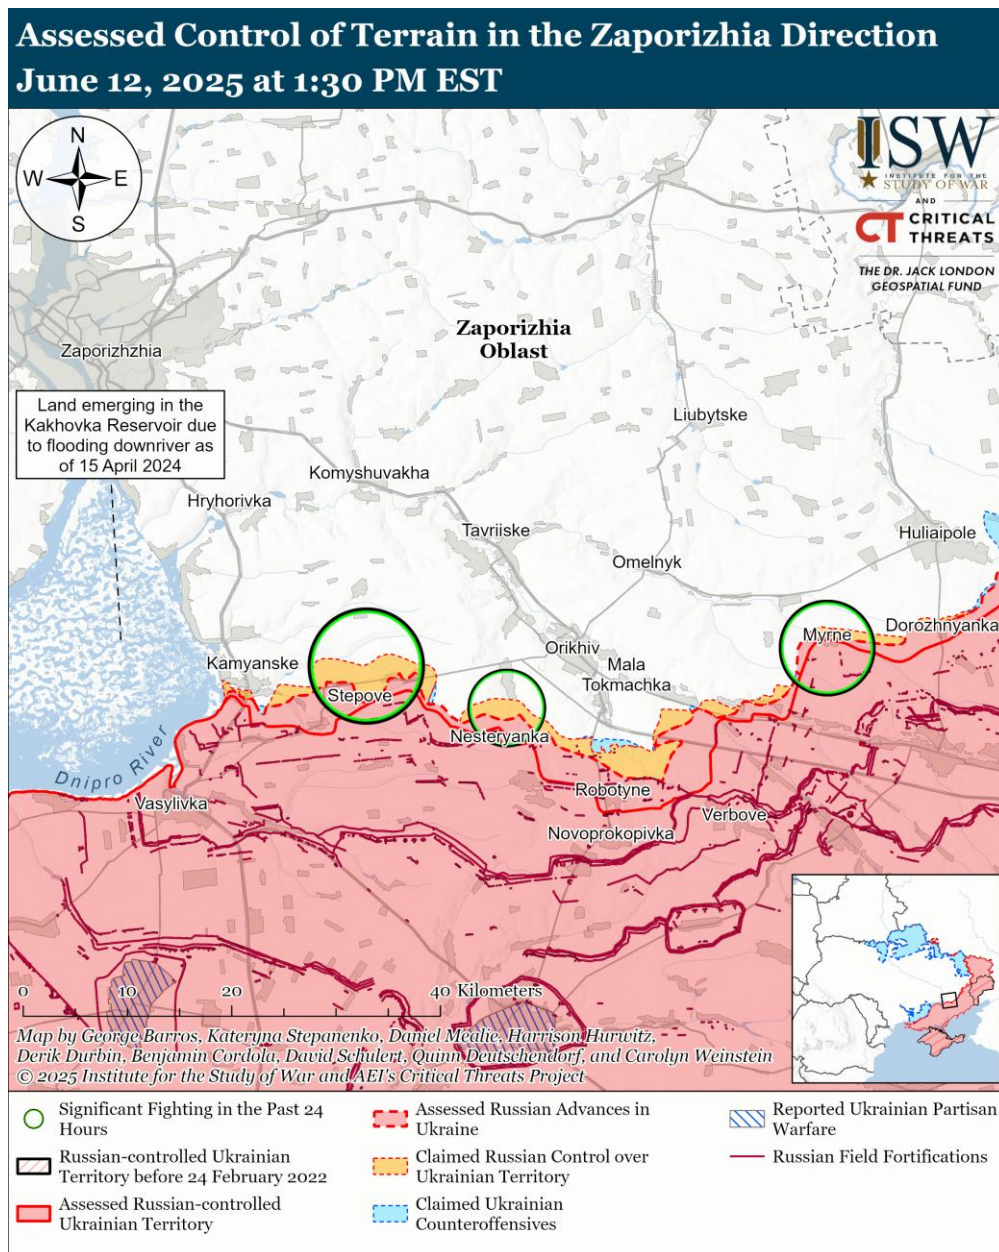 Assessed Control of Terrain in the Zaporizhia Direction
June 12, 2025 at 1:30 PM EST
N
W
E
S
ISW
INSTITUTE FOR THE
STUDY OF WAR
AND
CT CRITICAL
THREATS
THE DR. JACK LONDON
GEOSPATIAL FUND
Zaporizhia
Oblast
Zaporizhzhia
Land emerging in the
Kakhovka Reservoir due
to flooding downriver as
of 15 April 2024
Liubytske
Komyshuvakha
Hryhorivka
Tavriiske
Huliaipole
Omelnyk
Dorozhnyanka
Myrne
Orikhiv
Kamyanske
Mala
Tokmachka
Stepove
Nesteryanka
Dnipro River
Robotyne
Vasylivka
Verbove
Novoprokopivka
0
10
20
40 Kilometers
Map by George Barros, Kateryna Stepanenko, Daniel Mealie, Harrison Hurwitz,
Derik Durbin, Benjamin Cordola, David Schulert, Quinn Deutschendorf, and Carolyn Weinstein
© 2025 Institute for the Study of War and AEI's Critical Threats Project
Significant Fighting in the Past 24
Hours
Russian-controlled Ukrainian
Territory before 24 February 2022
Assessed Russian-controlled
Ukrainian Territory
Assessed Russian Advances in
Ukraine
Claimed Russian Control over
Ukrainian Territory
Claimed Ukrainian
Counteroffensives
Reported Ukrainian Partisan
Warfare
Russian Field Fortifications